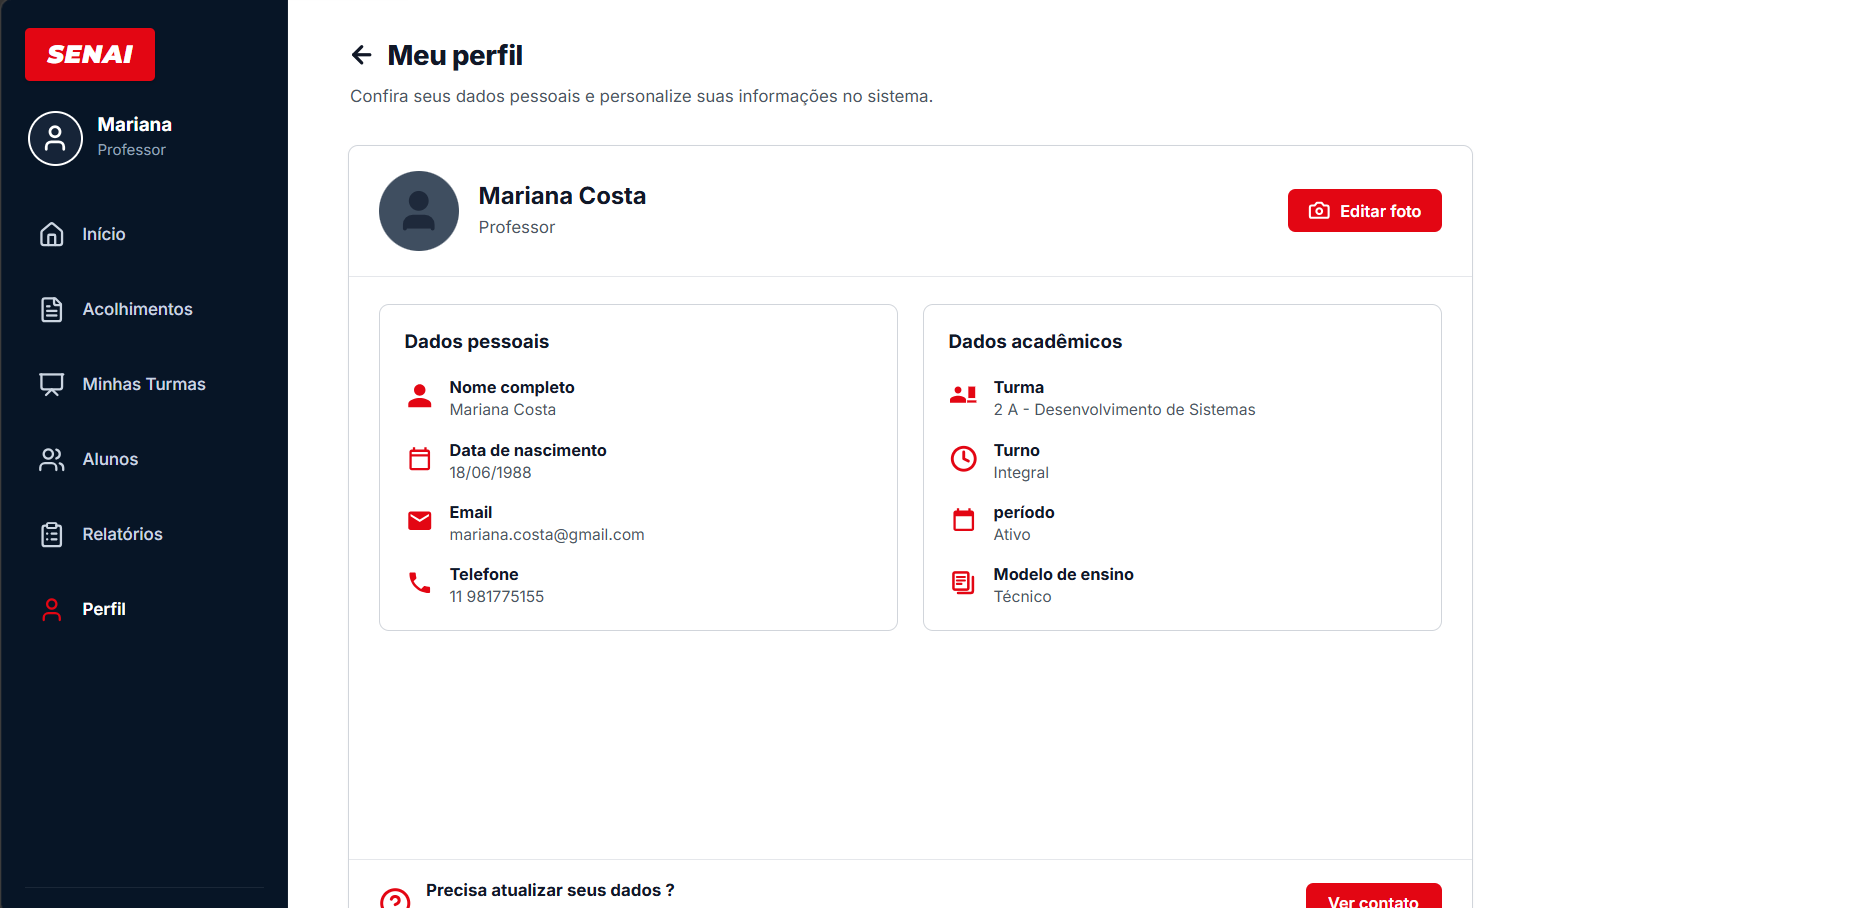 SENAI
Mariana
Professor
Início
Acolhimentos
Minhas Turmas
Alunos
Relatórios
Perfil
Meu perfil
Confira seus dados pessoais e personalize suas informações no sistema.
Mariana Costa
Professor
Editar foto
Dados pessoais
Nome completo
Mariana Costa
Data de nascimento
18/06/1988
Email
mariana.costa@gmail.com
Telefone
11 981775155
Dados acadêmicos
Turma
2 A - Desenvolvimento de Sistemas
Turno
Integral
período
Ativo
Modelo de ensino
Técnico
Precisa atualizar seus dados ?
Ver contato